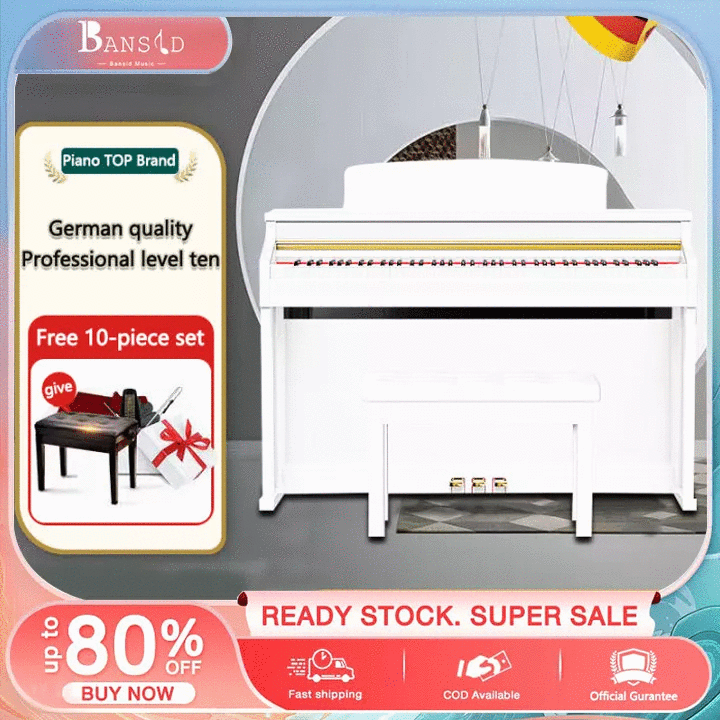 BANSID
Bansid Music
Piano TOP Brand
German quality
Professional level ten
Free 10-piece set
give
READY STOCK. SUPER SALE
up to
80%
OFF
BUY NOW
Fast shipping
COD Available
Official Gurantee